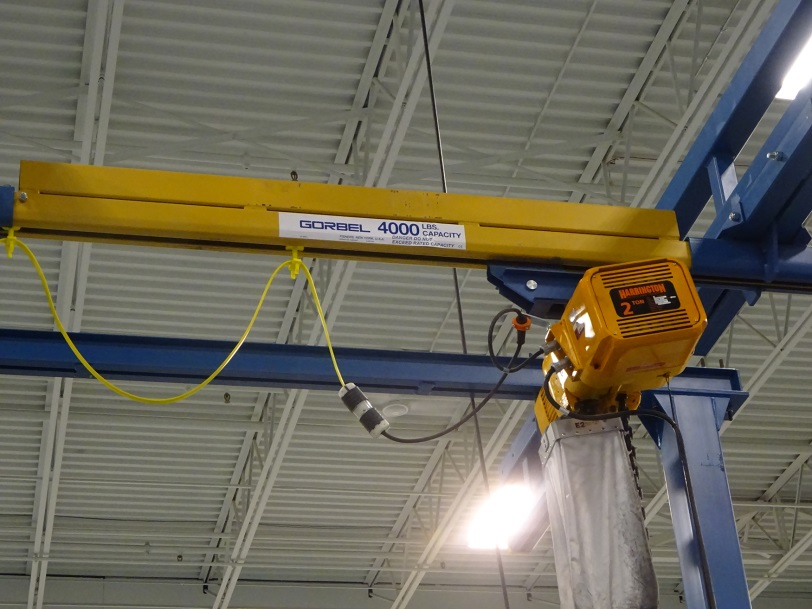 GORBEL 4000 LBS. CAPACITY
DANGER DO NOT
EXCEED RATED CAPACITY
HARRINGTON
2 TON